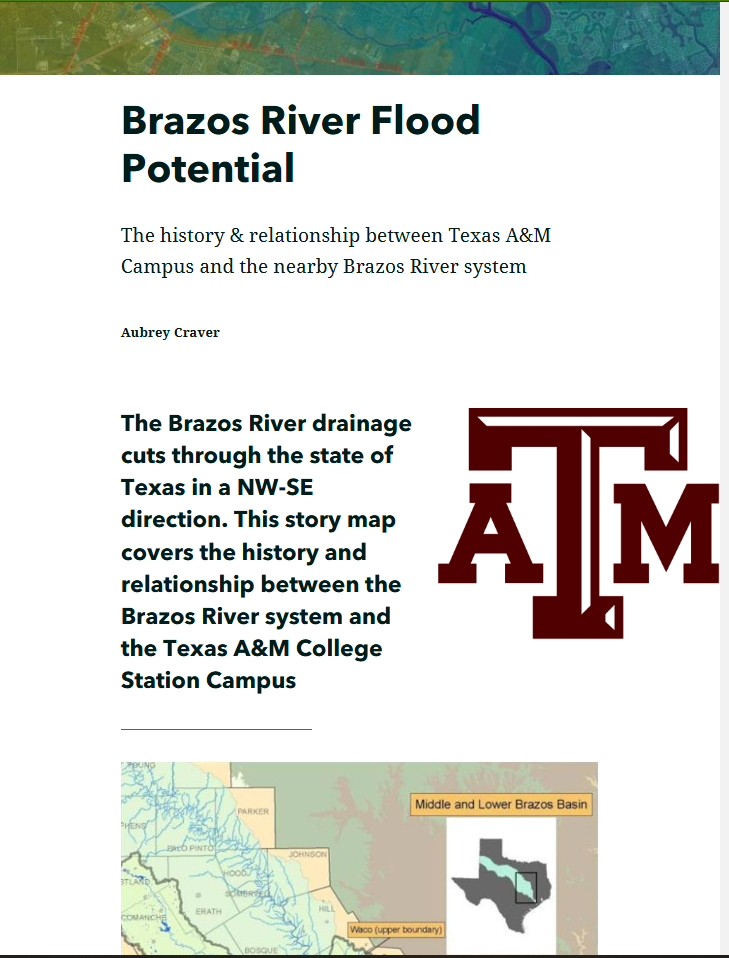 Brazos River Flood
Potential
The history & relationship between Texas A&M
Campus and the nearby Brazos River system
Aubrey Craver
The Brazos River drainage
cuts through the state of
Texas in a NW-SE
direction. This story map
covers the history and
relationship between the
Brazos River system and
the Texas A&M College
Station Campus
ATM
YOUNG
PARKER
Middle and Lower Brazos Basin
PALO PINTO
JOHNSON
HOOD
SOMERVELL
ERATH
HILL
COMANCHE
Waco (upper boundary)
BOSQUE